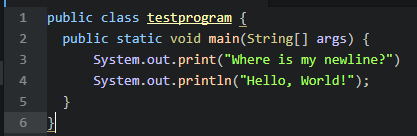 1 public class testprogram {
2 public static void main(String[] args) {
3 System.out.print("Where is my newline?")
4 System.out.println("Hello, World!");
5 }
6 }